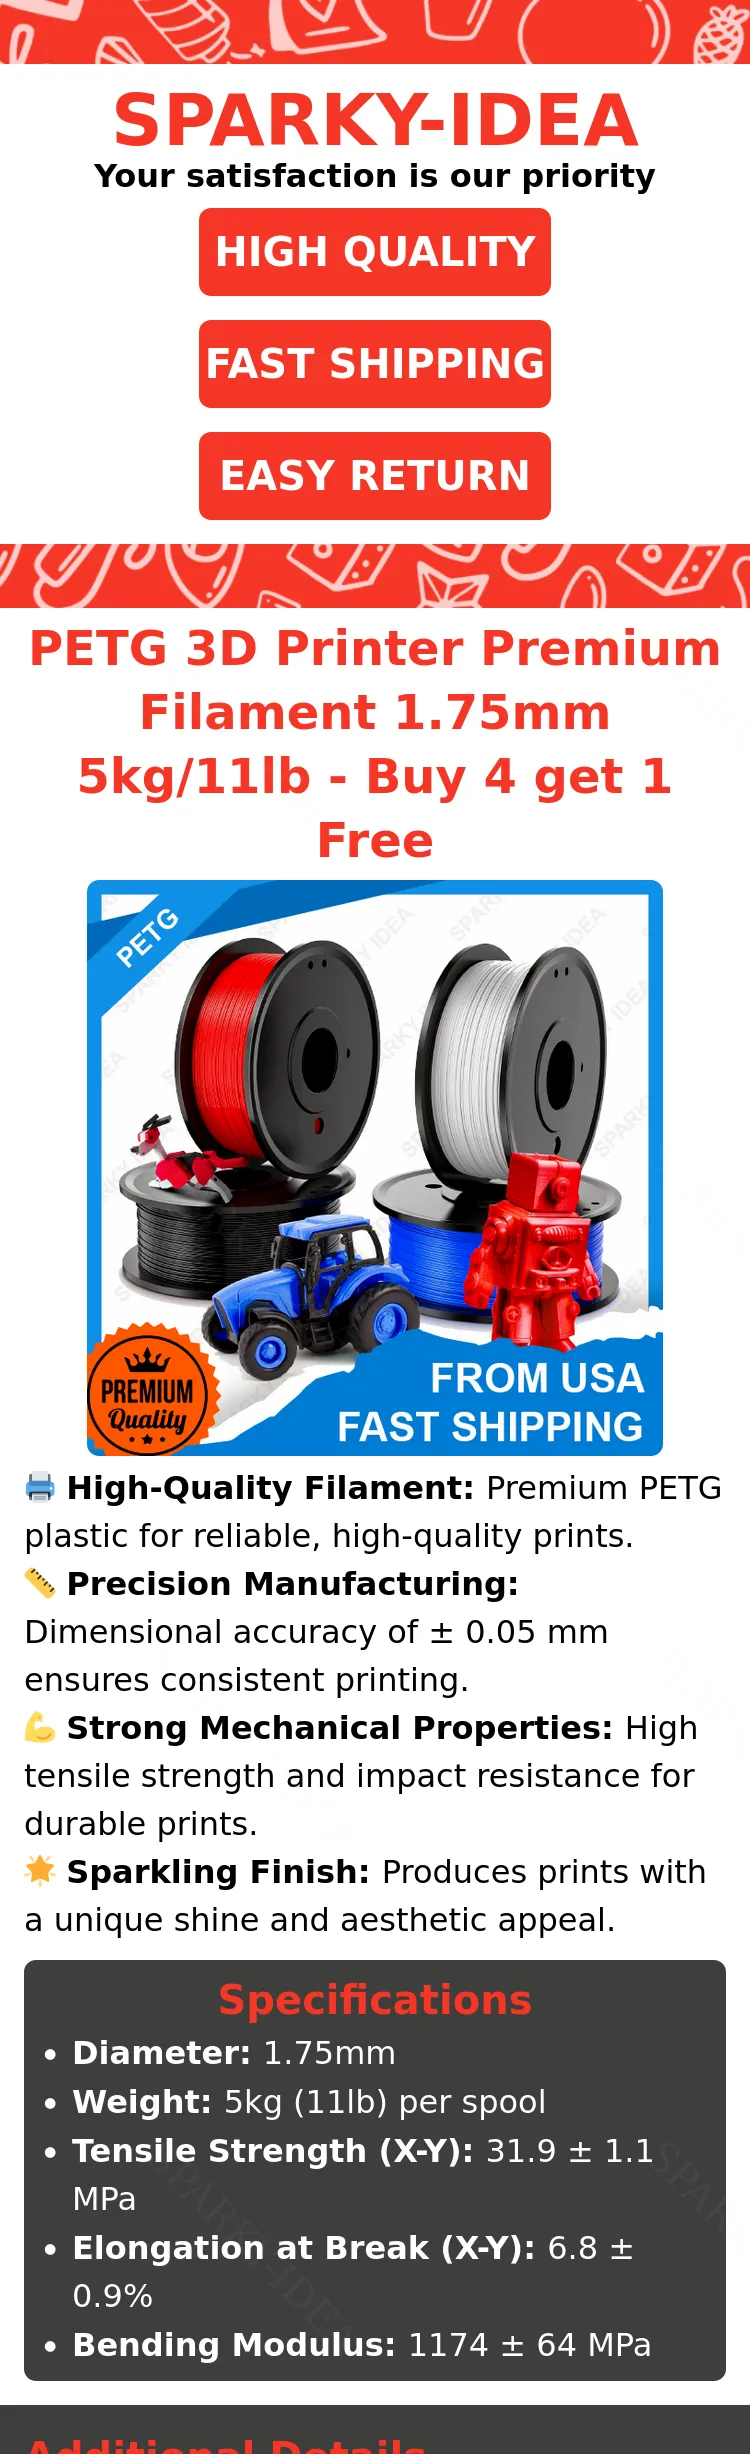 SPARKY-IDEA
Your satisfaction is our priority
HIGH QUALITY
FAST SHIPPING
EASY RETURN
PETG 3D Printer Premium
Filament 1.75mm
5kg/11lb - Buy 4 get 1
Free
PETG
PREMIUM
Quality
FROM USA
FAST SHIPPING
High-Quality Filament: Premium PETG
plastic for reliable, high-quality prints.
Precision Manufacturing:
Dimensional accuracy of ± 0.05 mm
ensures consistent printing.
Strong Mechanical Properties: High
tensile strength and impact resistance for
durable prints.
Sparkling Finish: Produces prints with
a unique shine and aesthetic appeal.
Specifications
• Diameter: 1.75mm
• Weight: 5kg (11lb) per spool
• Tensile Strength (X-Y): 31.9 ± 1.1
MPa
• Elongation at Break (X-Y): 6.8 ±
0.9%
• Bending Modulus: 1174 ± 64 MPa
Additional Details